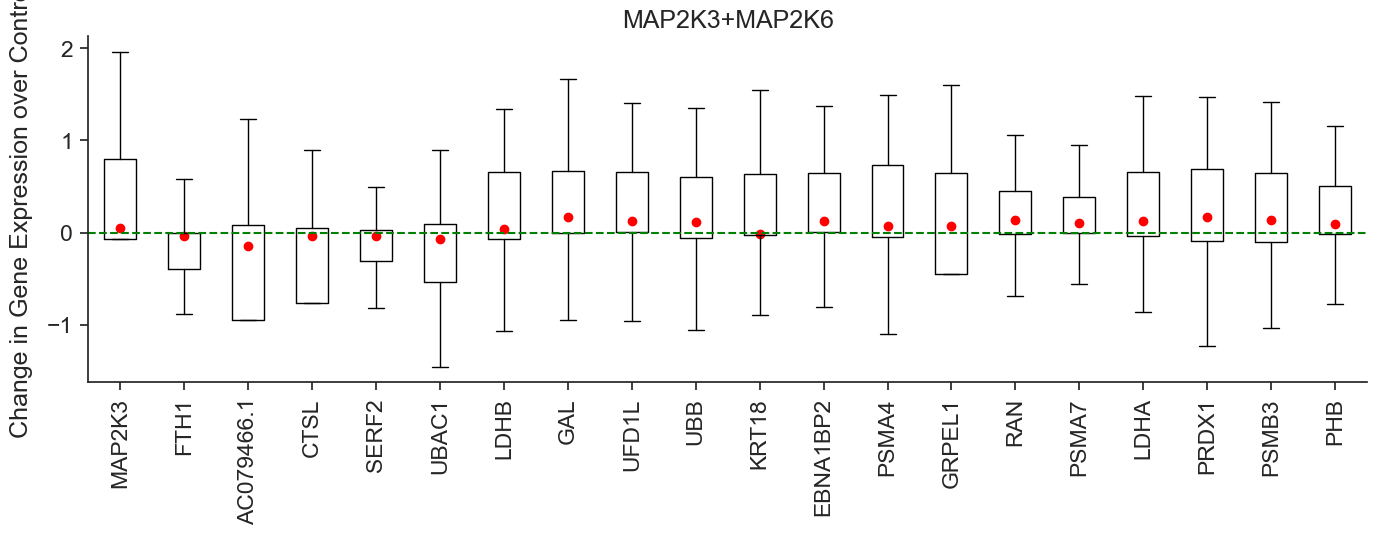 MAP2K3+MAP2K6
Change in Gene Expression over Contro
2
1
0
−1
MAP2K3
FTH1
AC079466.1
CTSL
SERF2
UBAC1
LDHB
GAL
UFD1L
UBB
KRT18
EBNA1BP2
PSMA4
GRPEL1
RAN
PSMA7
LDHA
PRDX1
PSMB3
PHB